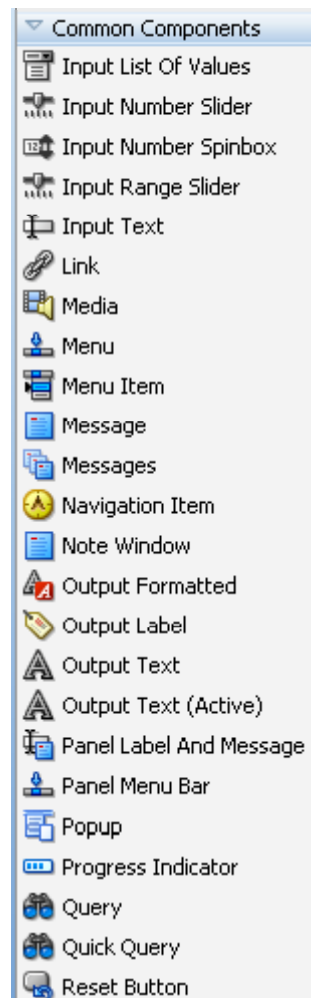 Common Components
Input List Of Values
Input Number Slider
Input Number Spinbox
Input Range Slider
Input Text
Link
Media
Menu
Menu Item
Message
Messages
Navigation Item
Note Window
Output Formatted
Output Label
Output Text
Output Text (Active)
Panel Label And Message
Panel Menu Bar
Popup
Progress Indicator
Query
Quick Query
Reset Button